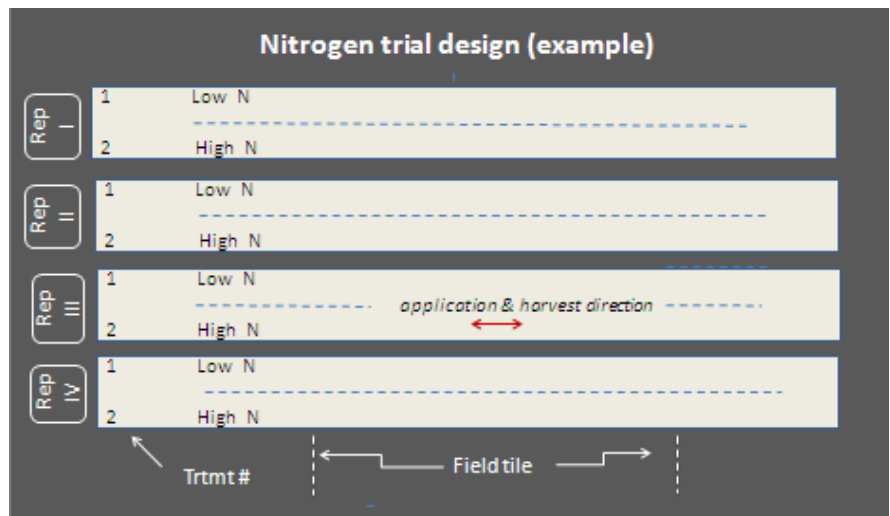 Nitrogen trial design (example)
Rep I
1 Low N
2 High N
Rep II
1 Low N
2 High N
Rep III
1 Low N
application & harvest direction
2 High N
Rep IV
1 Low N
2 High N
Trtmt #
Field tile